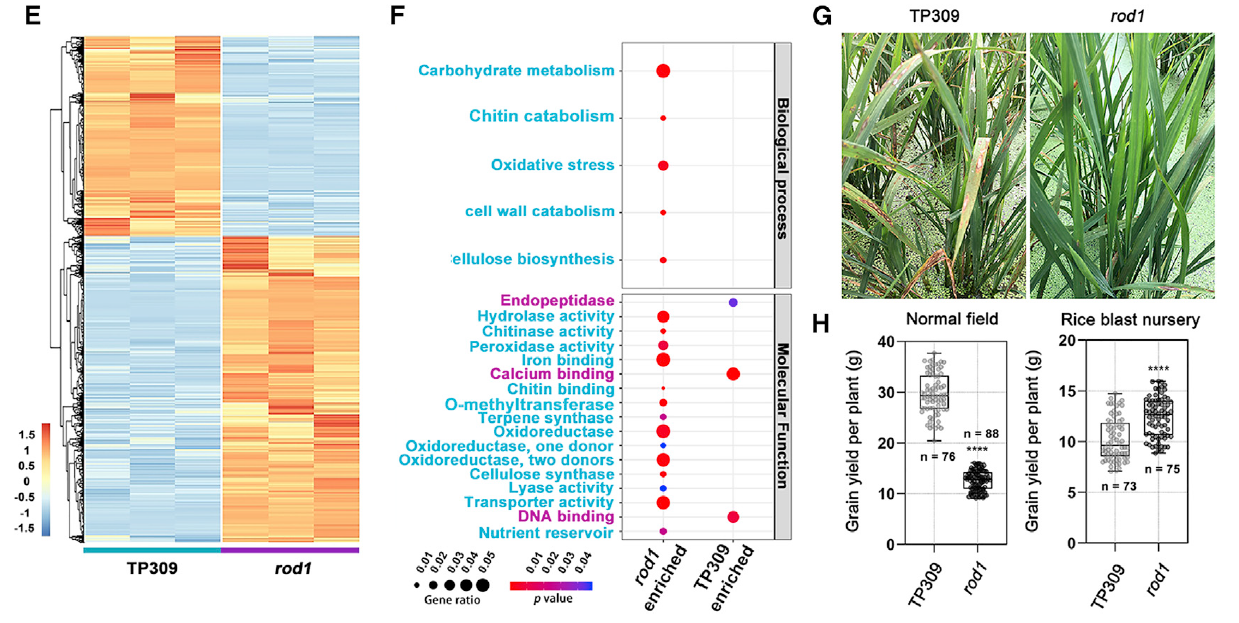 E
1.5
1
0.5
0
-0.5
-1
-1.5
TP309
rod1
F
Carbohydrate metabolism
Chitin catabolism
Oxidative stress
cell wall catabolism
ellulose biosynthesis
Biological process
Endopeptidase
Hydrolase activity
Chitinase activity
Peroxidase activity
Iron binding
Calcium binding
Chitin binding
O-methyltransferase
Terpene synthase
Oxidoreductase
Oxidoreductase, one donor
Oxidoreductase, two donors
Cellulose synthase
Lyase activity
Transporter activity
DNA binding
Nutrient reservoir
Molecular Function
0.01
0.02
0.03
0.04
0.05
Gene ratio
0.01
0.02
0.03
0.04
p value
rod1
enriched
TP309
enriched
G
TP309
rod1
H
Normal field
Grain yield per plant (g)
40
30
20
10
0
n = 76
n = 88
****
TP309
rod1
Rice blast nursery
Grain yield per plant (g)
20
15
10
5
0
****
n = 73
n = 75
TP309
rod1